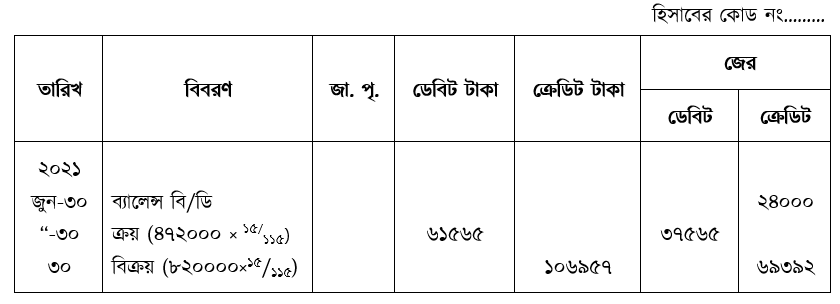 হিসাবের কোড নং.........
তারিখ বিবরণ জা. পৃ. ডেবিট টাকা ক্রেডিট টাকা জের
ডেবিট ক্রেডিট
২০২১
জুন-৩০ ব্যালেন্স বি/ডি ২৪০০০
“-৩০ ক্রয় (৪৭২০০০ × ১৫/১১৫) ৬১৫৬৫ ৩৭৫৬৫
৩০ বিক্রয় (৮২০০০০×১৫/১১৫) ১০৬৯৫৭ ৬৯৩৯২